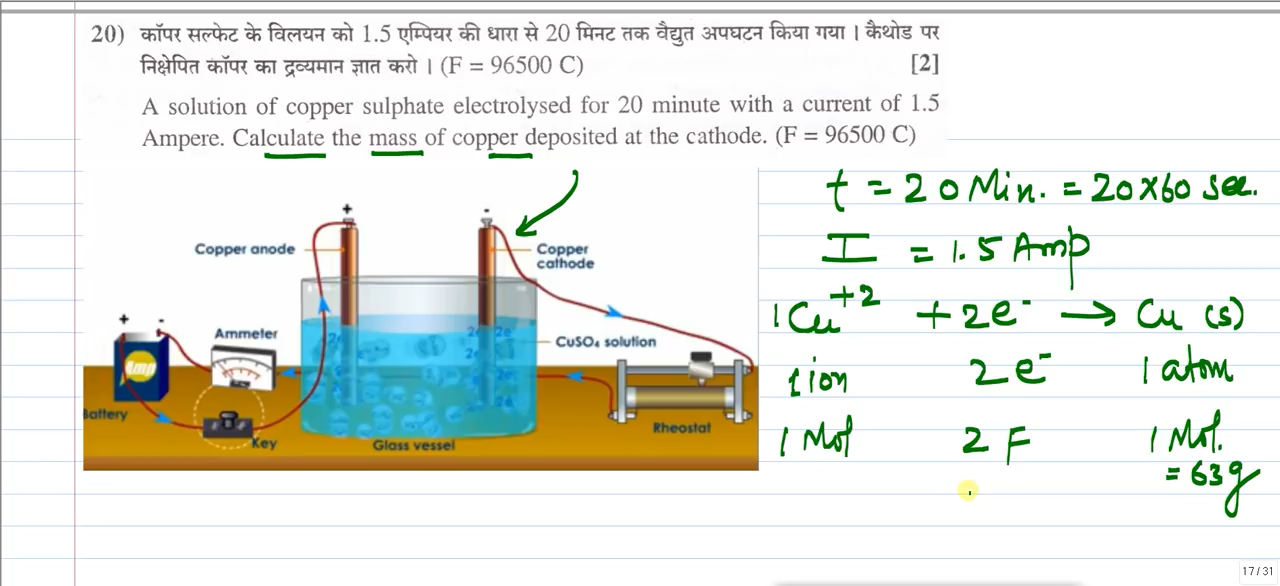 20) कॉपर सल्फेट के विलयन को 1.5 एम्पियर की धारा से 20 मिनट तक वैद्युत अपघटन किया गया । कैथोड पर
निक्षेपित कॉपर का द्रव्यमान ज्ञात करो । (F = 96500 C) [2]
A solution of copper sulphate electrolysed for 20 minute with a current of 1.5
Ampere. Calculate the mass of copper deposited at the cathode. (F = 96500 C)
t = 20 Min. = 20×60 sec.
I = 1.5 Amp
1Cu+2 + 2e- → Cu (s)
1 ion 2e- 1 atom
1 Mol 2 F 1 Mol.
= 63g
+ -
Copper anode
Copper
cathode
+ -
Ammeter
CuSO₄ solution
amp
Battery
Key
Glass vessel
Rheostat
17 / 31